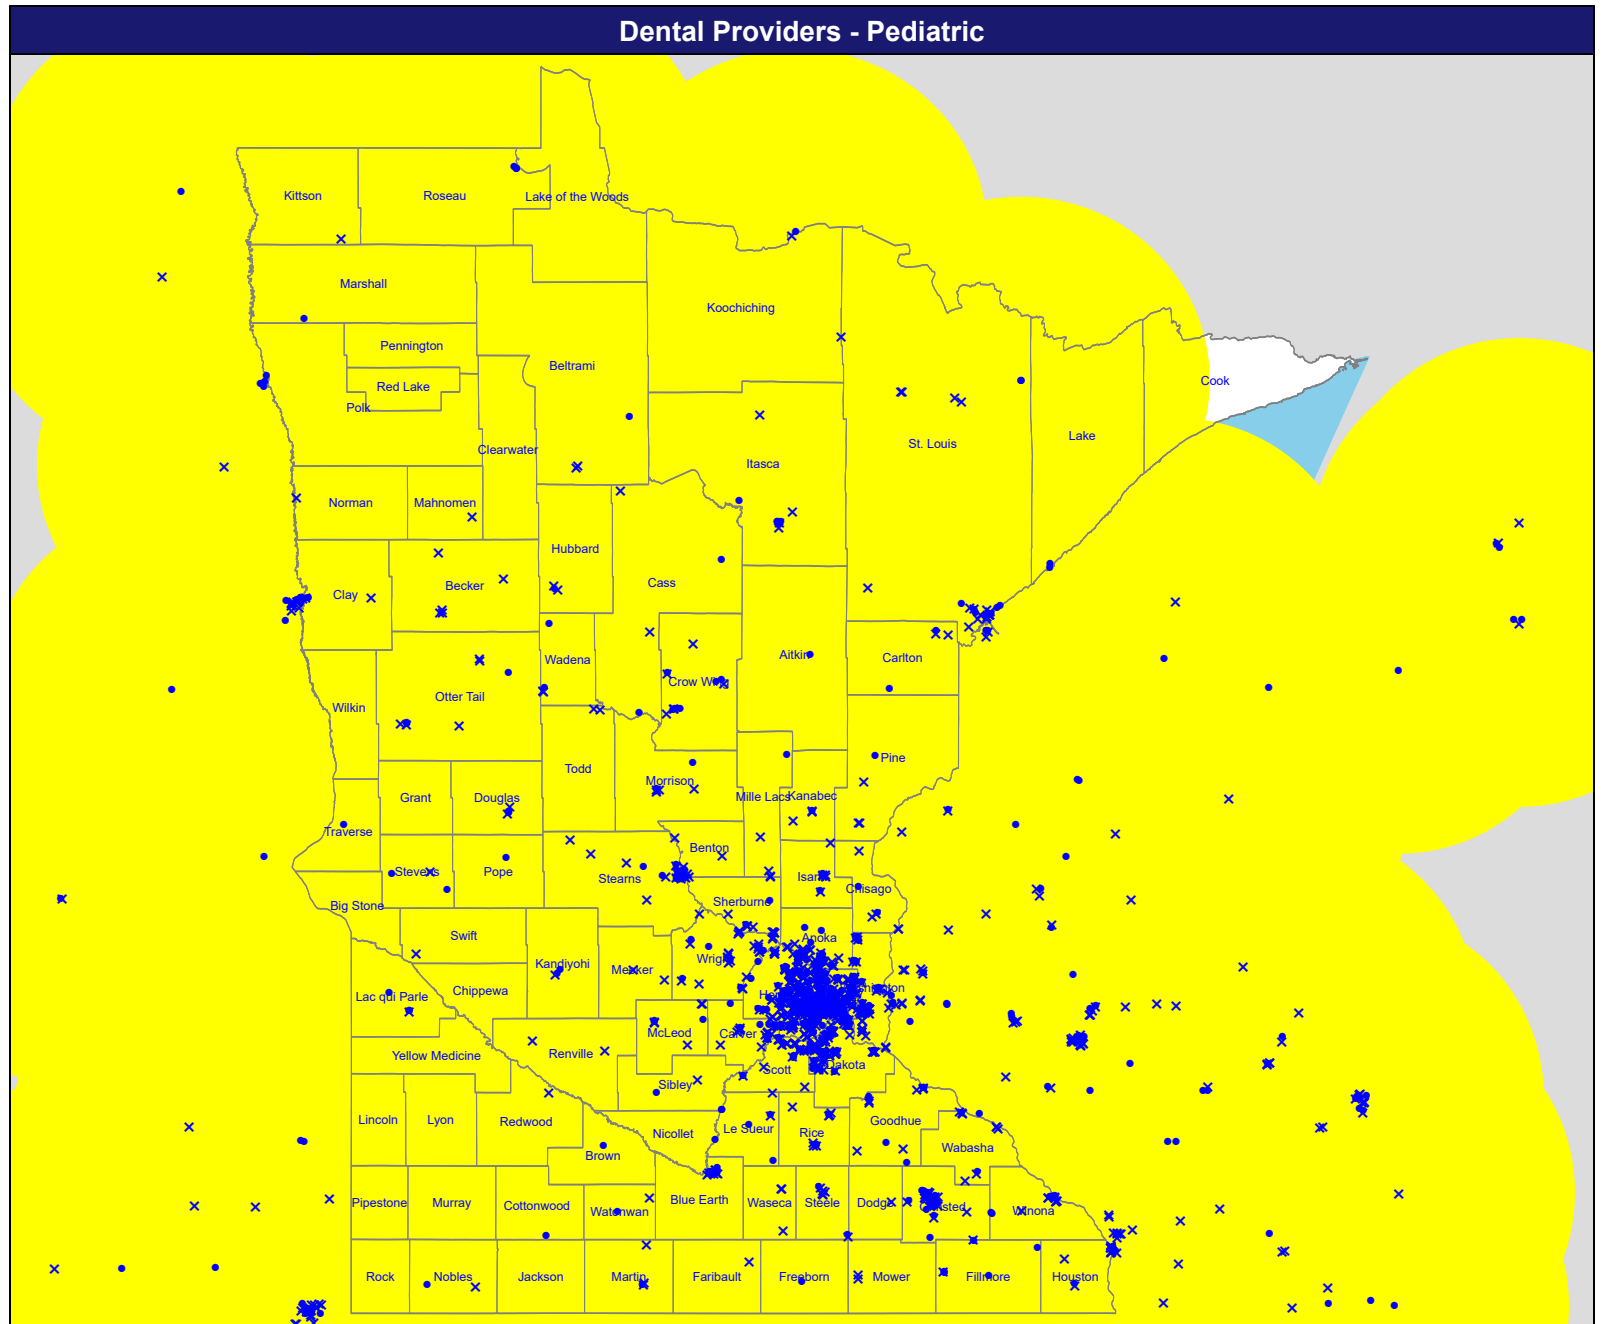 Dental Providers - Pediatric
Kittson
Roseau
Lake of the Woods
Marshall
Koochiching
Pennington
Beltrami
Red Lake
Cook
Polk
Lake
St. Louis
Clearwater
Itasca
Norman
Mahnomen
Hubbard
Cass
Becker
Clay
Aitkin
Carlton
Wadena
Crow Wing
Otter Tail
Wilkin
Pine
Todd
Morrison
Grant
Douglas
Mille Lacs
Kanabec
Traverse
Benton
Stevens
Pope
Stearns
Isanti
Chisago
Sherburne
Big Stone
Swift
Anoka
Wright
Kandiyohi
Meeker
Chippewa
Lac qui Parle
McLeod
Carver
Renville
Yellow Medicine
Scott
Dakota
Sibley
Lincoln
Lyon
Redwood
Goodhue
Le Sueur
Rice
Nicollet
Wabasha
Brown
Pipestone
Murray
Cottonwood
Watonwan
Blue Earth
Waseca
Steele
Dodge
Olmsted
Winona
Rock
Nobles
Jackson
Martin
Faribault
Freeborn
Mower
Fillmore
Houston